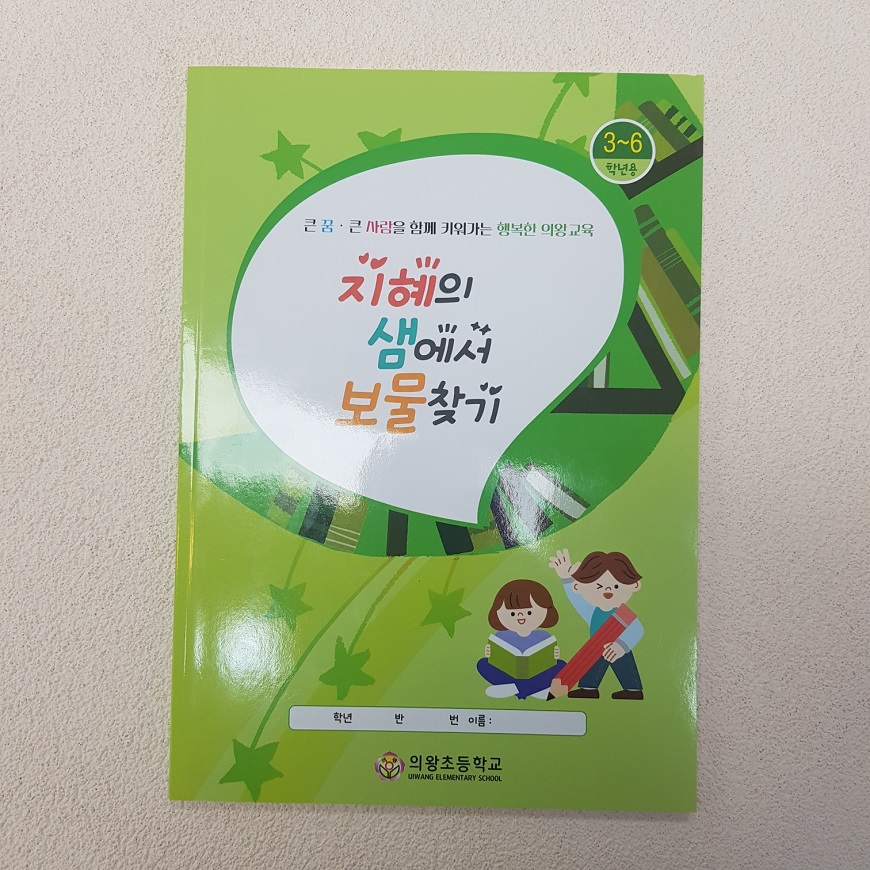 3~6
학년용
큰 꿈·큰 사람을 함께 키워가는 행복한 의왕교육
지혜의
샘에서
보물찾기
학년 반 번 이름:
의왕초등학교
UIWANG ELEMENTARY SCHOOL